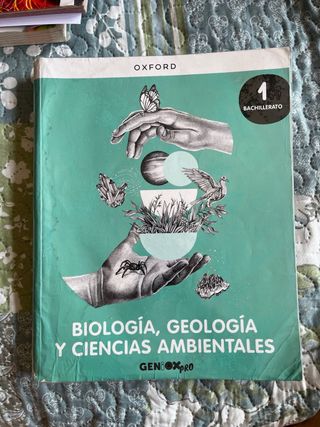 OXFORD
1
BACHILLERATO
BIOLOGÍA, GEOLOGÍA
Y CIENCIAS AMBIENTALES
GENiOX PRO